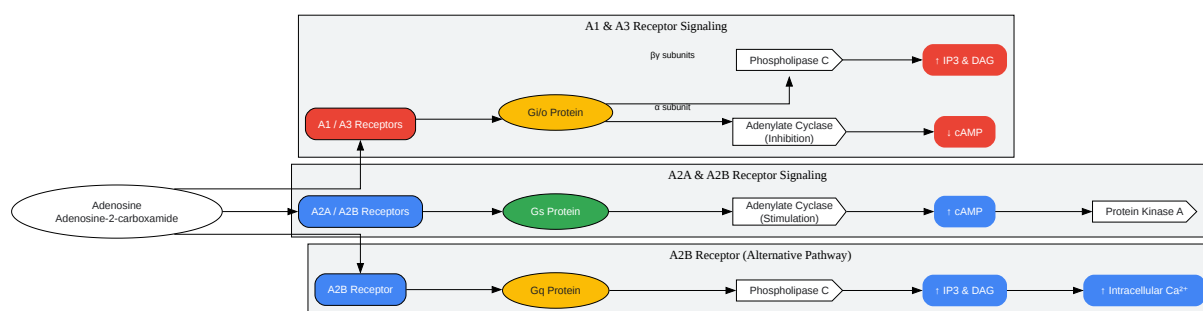 A1 & A3 Receptor Signaling
βγ subunits
Phospholipase C
↑ IP3 & DAG
A1 / A3 Receptors
Gi/o Protein
α subunit
Adenylate Cyclase
(Inhibition)
↓ cAMP
A2A & A2B Receptor Signaling
Adenosine
Adenosine-2-carboxamide
A2A / A2B Receptors
Gs Protein
Adenylate Cyclase
(Stimulation)
↑ cAMP
Protein Kinase A
A2B Receptor (Alternative Pathway)
A2B Receptor
Gq Protein
Phospholipase C
↑ IP3 & DAG
↑ Intracellular Ca²⁺